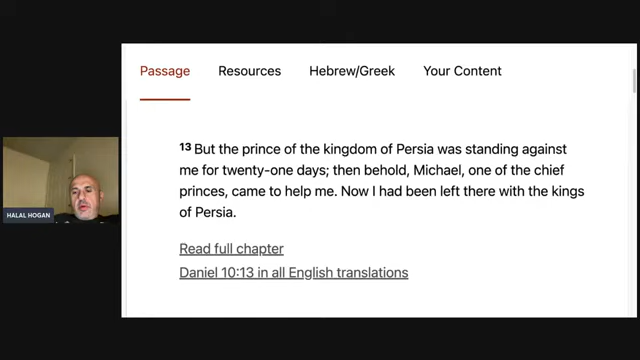 Passage Resources Hebrew/Greek Your Content
13 But the prince of the kingdom of Persia was standing against
me for twenty-one days; then behold, Michael, one of the chief
princes, came to help me. Now I had been left there with the kings
of Persia.
HALAL HOGAN
Read full chapter
Daniel 10:13 in all English translations